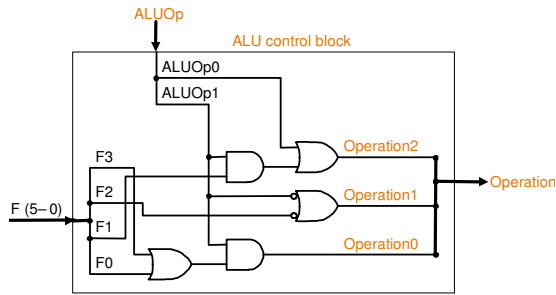 ALUOp
ALU control block
ALUOp0
ALUOp1
Operation2
F3
F2
Operation1
Operation
F (5–0)
F1
Operation0
F0